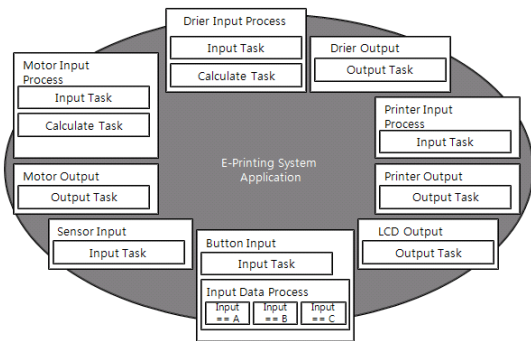 Drier Input Process
Input Task
Calculate Task
Drier Output
Output Task
Motor Input
Process
Input Task
Calculate Task
Printer Input
Process
Input Task
E-Printing System
Application
Motor Output
Output Task
Printer Output
Output Task
Sensor Input
Input Task
Button Input
Input Task
Input Data Process
Input
== A
Input
== B
Input
== C
LCD Output
Output Task